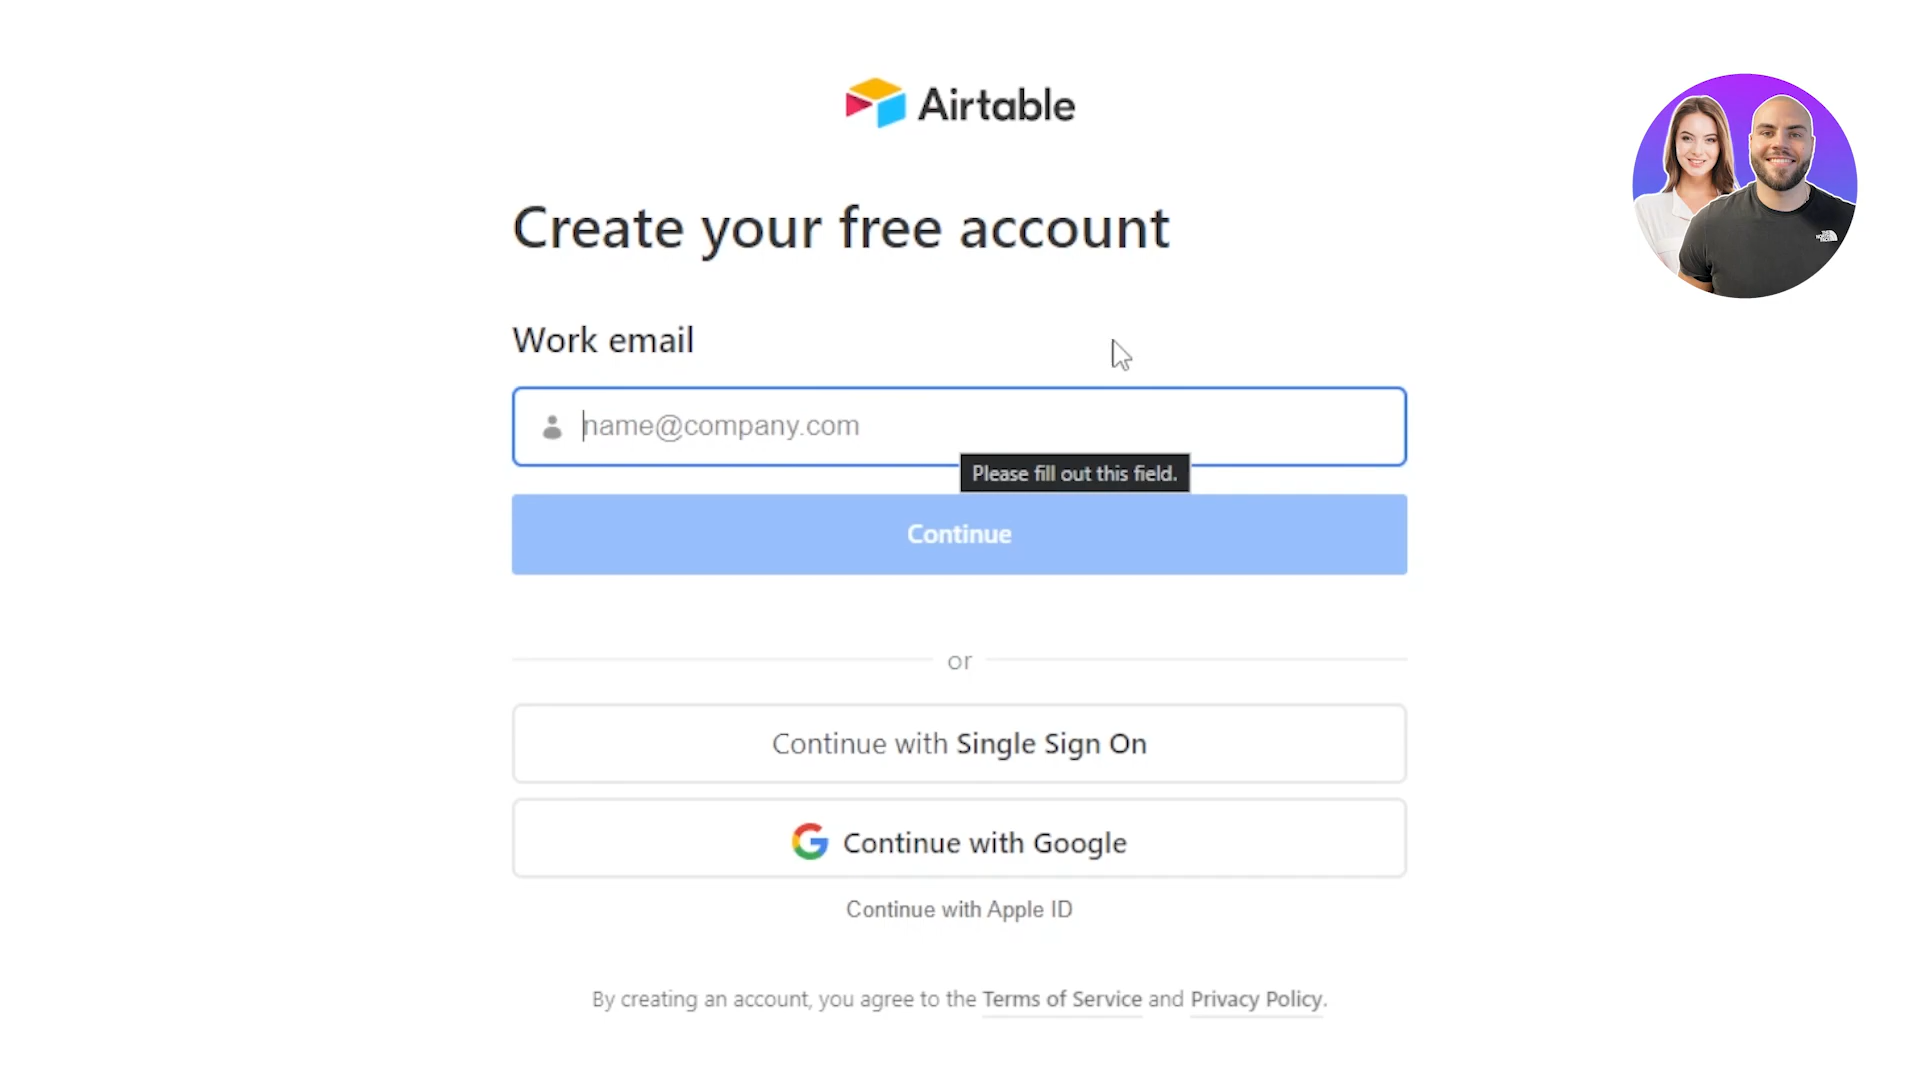 Airtable
Create your free account
Work email
name@company.com
Please fill out this field.
Continue
or
Continue with Single Sign On
Continue with Google
Continue with Apple ID
By creating an account, you agree to the Terms of Service and Privacy Policy.